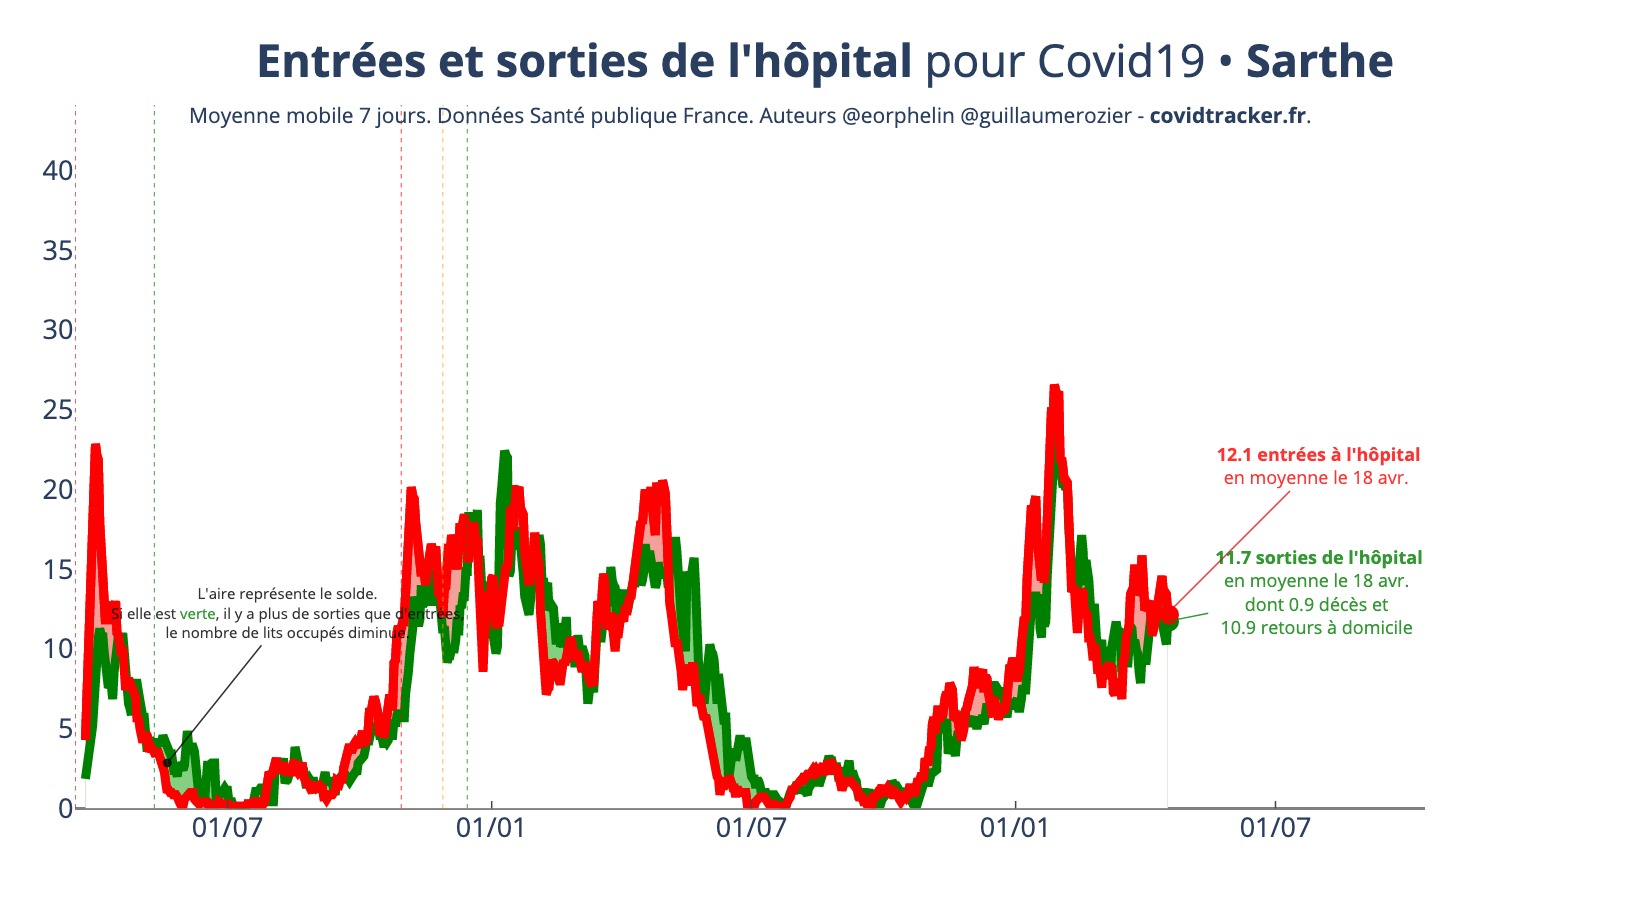 Entrées et sorties de l'hôpital pour Covid19 • Sarthe
Moyenne mobile 7 jours. Données Santé publique France. Auteurs @eorphelin @guillaumerozier - covidtracker.fr.
40
35
30
25
20
15
10
5
0
12.1 entrées à l'hôpital
en moyenne le 18 avr.
11.7 sorties de l'hôpital
en moyenne le 18 avr.
dont 0.9 décès et
10.9 retours à domicile
L'aire représente le solde.
Si elle est verte, il y a plus de sorties que d'entrées,
le nombre de lits occupés diminue.
01/07
01/01
01/07
01/01
01/07